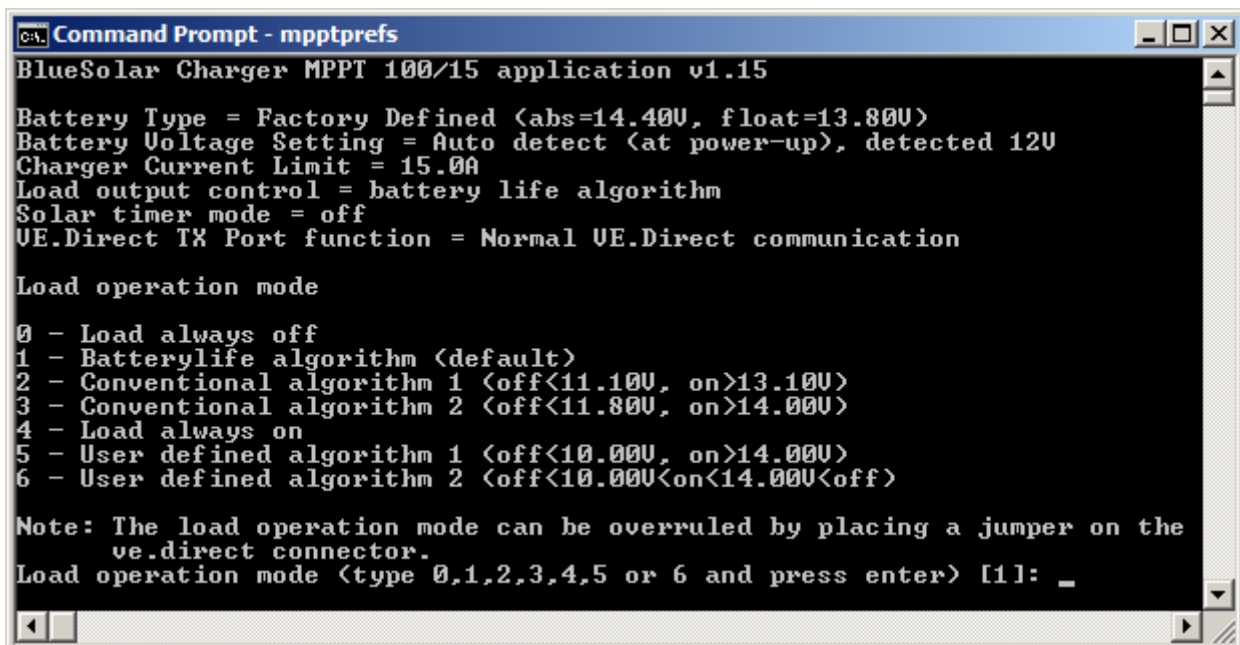 Command Prompt - mpptprefs
BlueSolar Charger MPPT 100/15 application v1.15
Battery Type = Factory Defined (abs=14.40V, float=13.80V)
Battery Voltage Setting = Auto detect (at power-up), detected 12V
Charger Current Limit = 15.0A
Load output control = battery life algorithm
Solar timer mode = off
VE.Direct TX Port function = Normal VE.Direct communication
Load operation mode
0 - Load always off
1 - Batterylife algorithm (default)
2 - Conventional algorithm 1 (off<11.10V, on>13.10V)
3 - Conventional algorithm 2 (off<11.80V, on>14.00V)
4 - Load always on
5 - User defined algorithm 1 (off<10.00V, on>14.00V)
6 - User defined algorithm 2 (off<10.00V<on<14.00V<off)
Note: The load operation mode can be overruled by placing a jumper on the
ve.direct connector.
Load operation mode (type 0,1,2,3,4,5 or 6 and press enter) [1]: _